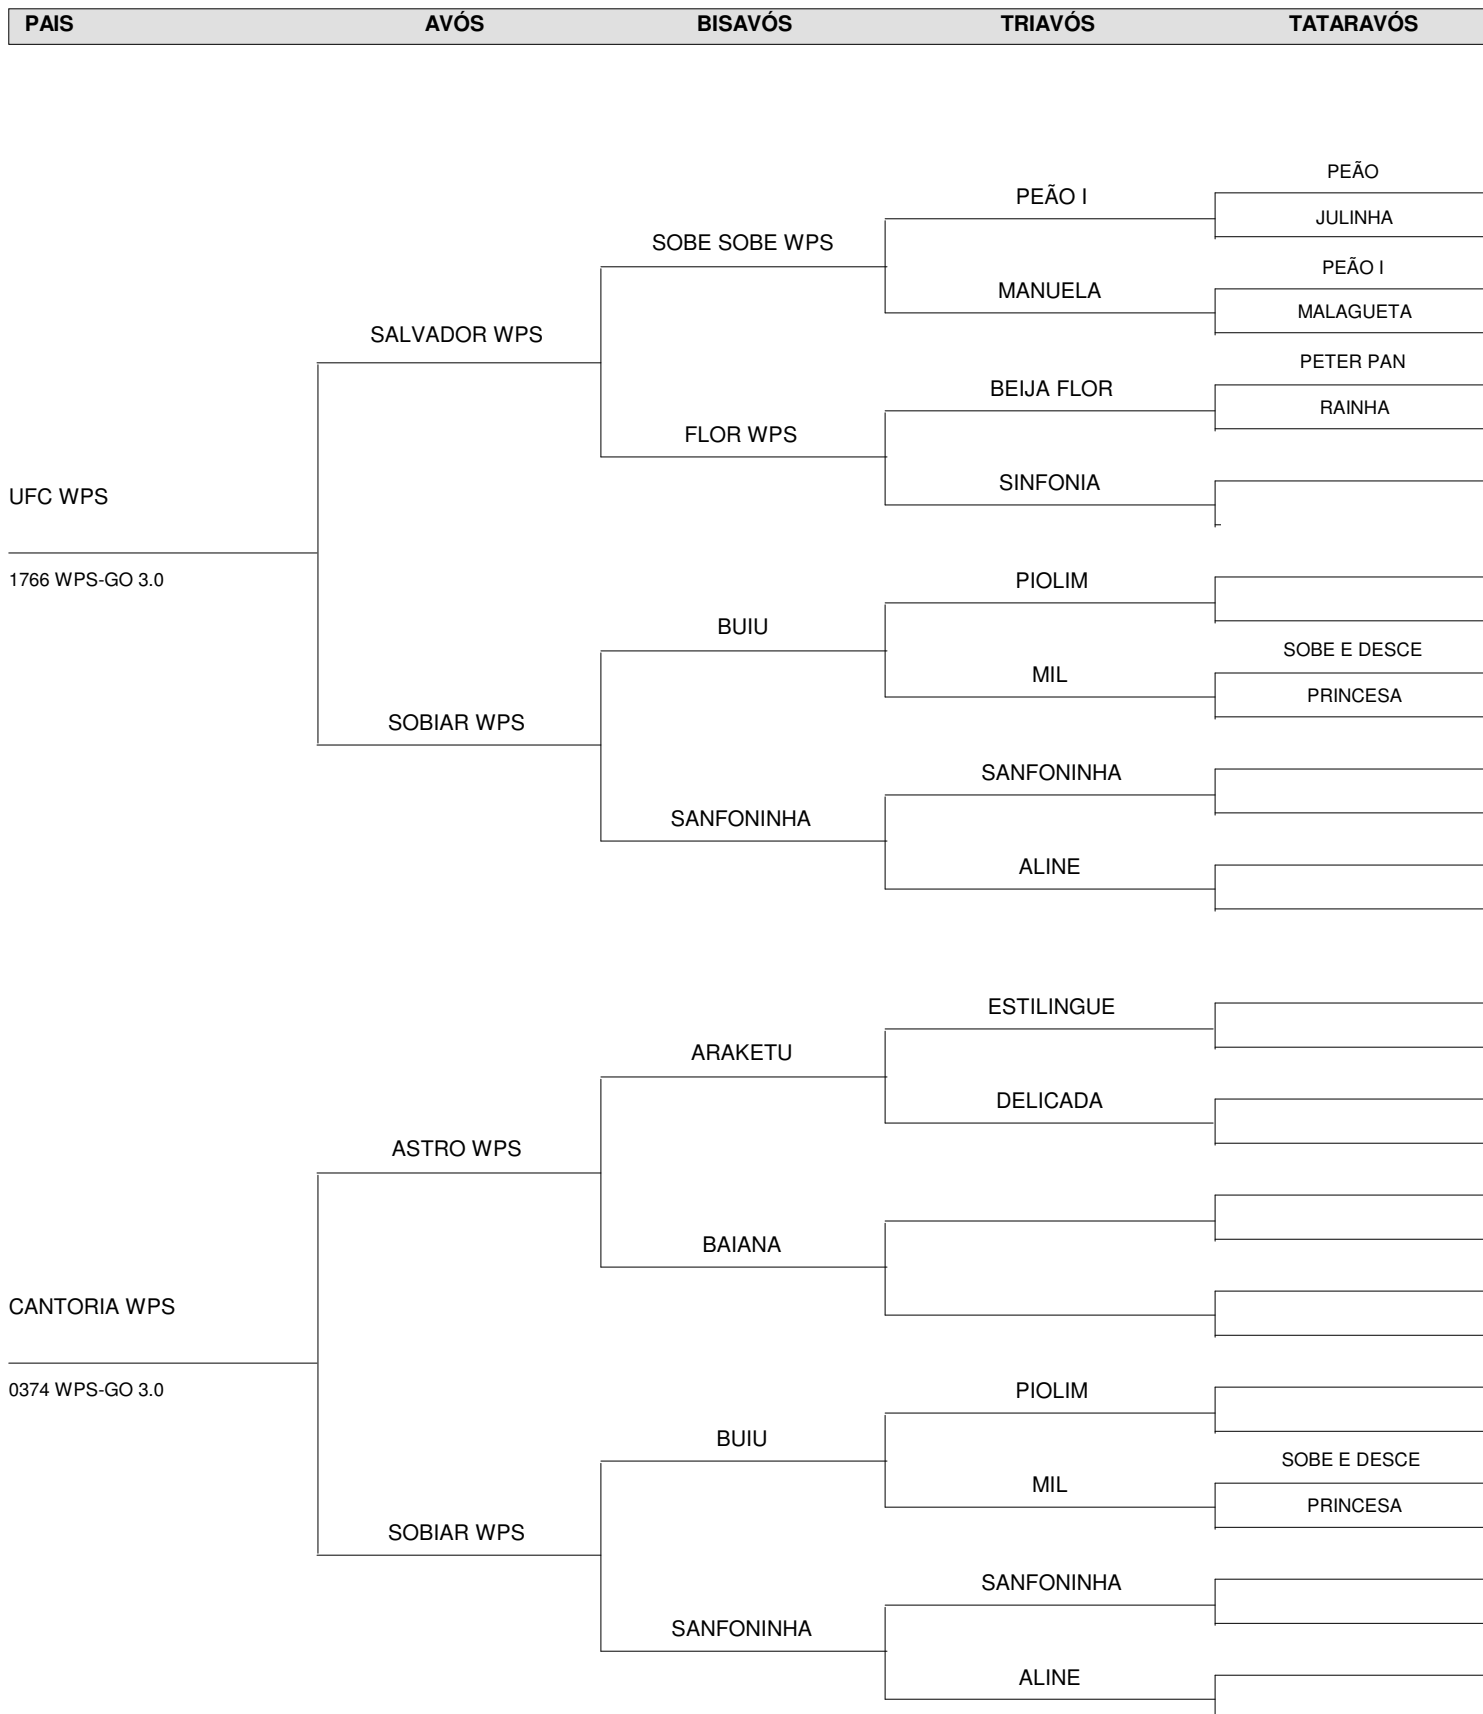 PAIS AVÓS BISAVÓS TRIAVÓS TATARAVÓS
PEÃO
PEÃO I
JULINHA
SOBE SOBE WPS
PEÃO I
MANUELA
MALAGUETA
SALVADOR WPS
PETER PAN
BEIJA FLOR
RAINHA
FLOR WPS
SINFONIA
UFC WPS
1766 WPS-GO 3.0
PIOLIM
BUIU
SOBE E DESCE
MIL
PRINCESA
SOBIAR WPS
SANFONINHA
SANFONINHA
ALINE
ESTILINGUE
ARAKETU
DELICADA
ASTRO WPS
BAIANA
CANTORIA WPS
0374 WPS-GO 3.0
PIOLIM
BUIU
SOBE E DESCE
MIL
PRINCESA
SOBIAR WPS
SANFONINHA
SANFONINHA
ALINE